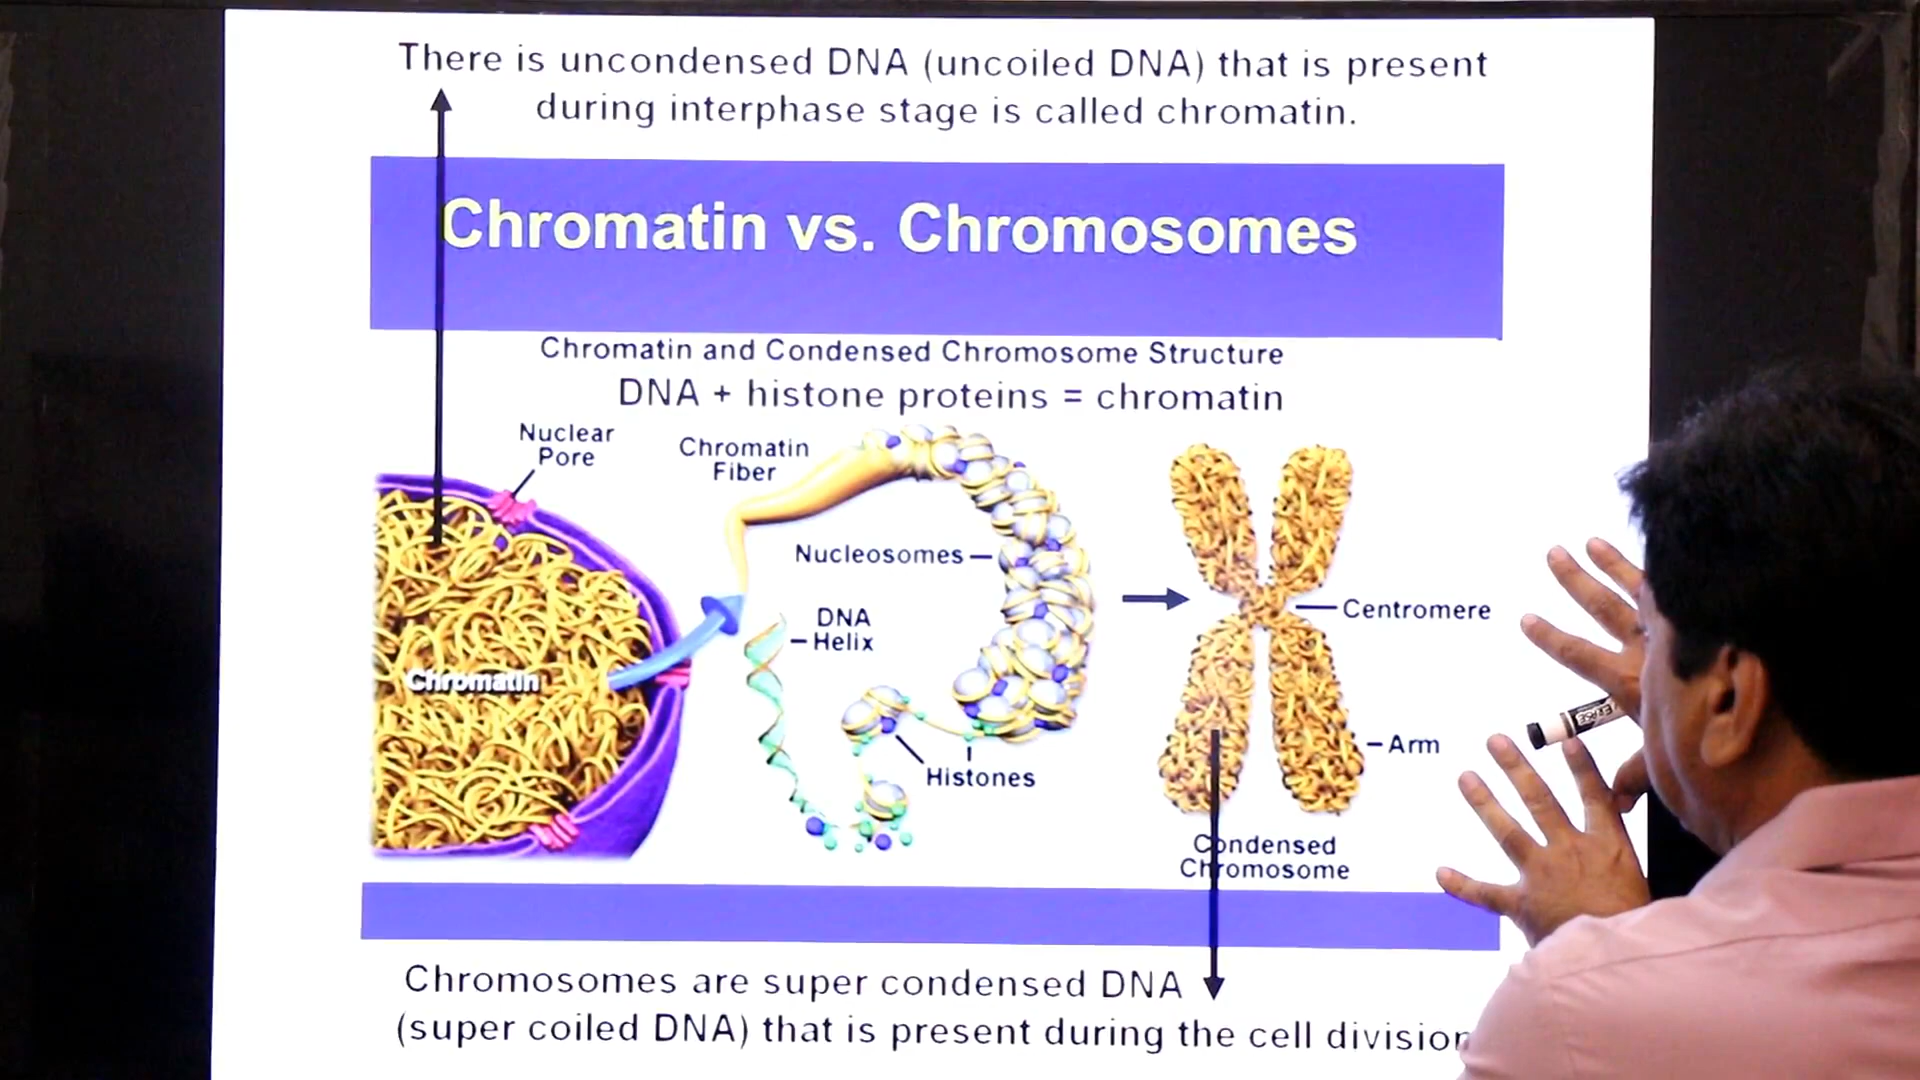 There is uncondensed DNA (uncoiled DNA) that is present
during interphase stage is called chromatin.
Chromatin vs. Chromosomes
Chromatin and Condensed Chromosome Structure
DNA + histone proteins = chromatin
Nuclear
Pore
Chromatin
Fiber
Nucleosomes
DNA
Helix
Centromere
Chromatin
Histones
Arm
Condensed
Chromosome
Chromosomes are super condensed DNA
(super coiled DNA) that is present during the cell division